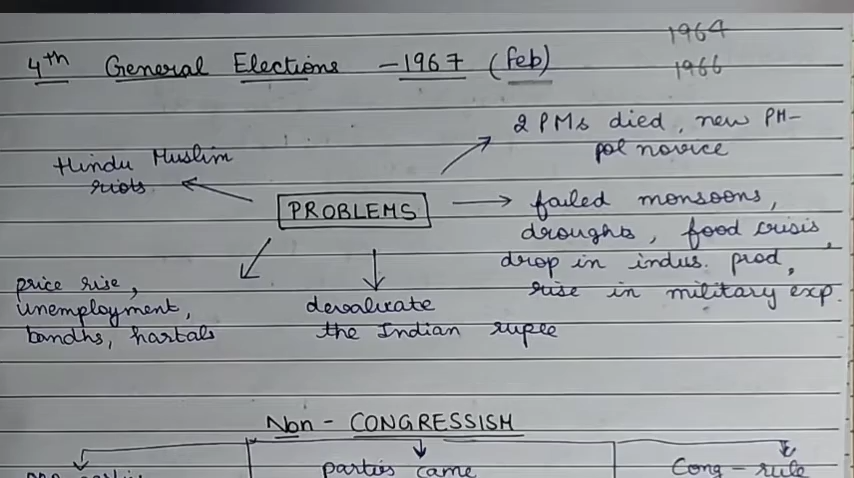 1964
4th General Elections - 1967 (Feb)
1966
2 PMs died, new PM-
pol novice
Hindu Muslim
riots
PROBLEMS
failed monsoons,
droughts, food crisis,
drop in indus. prod,
rise in military exp.
price rise,
unemployment,
bandhs, hartals
devaluate
the Indian rupee
Non - CONGRESSISM
parties came
Cong - rule